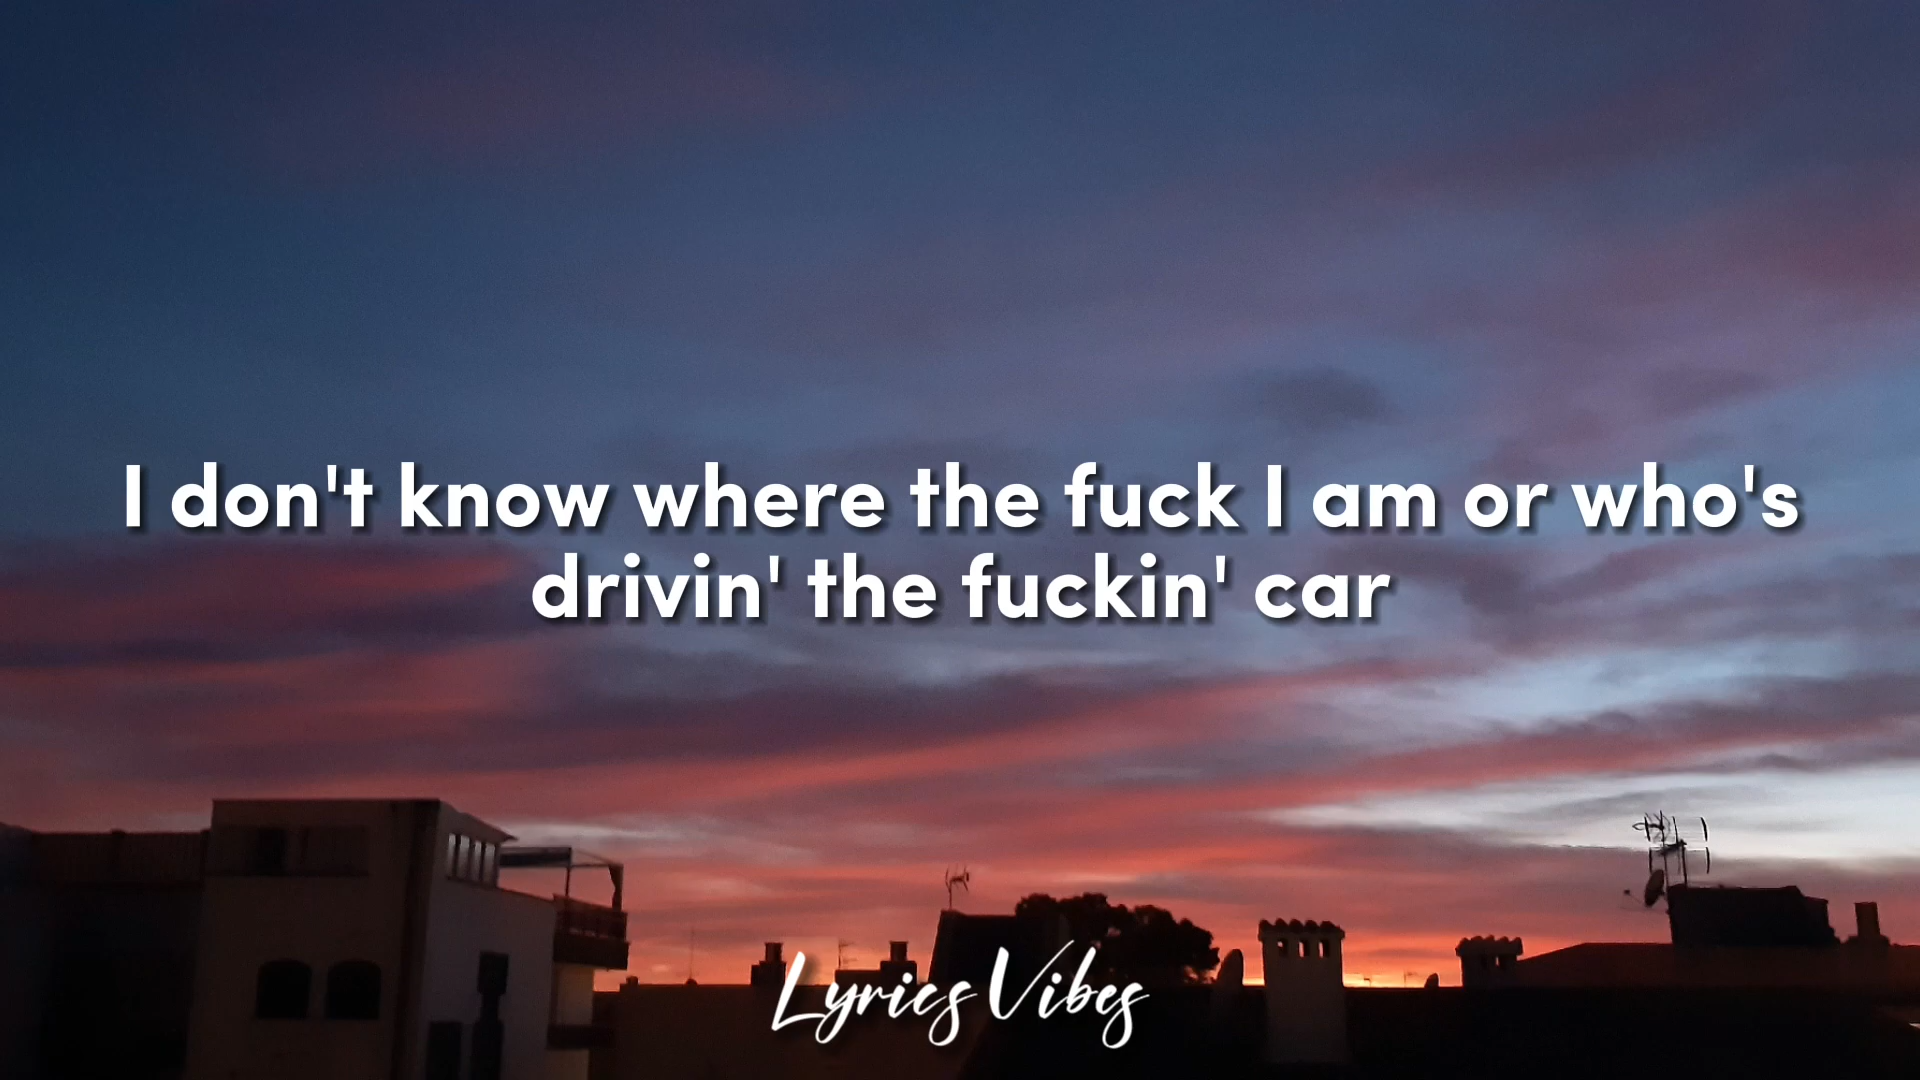 I don't know where the fuck I am or who's
drivin' the fuckin' car
Lyrics Vibes